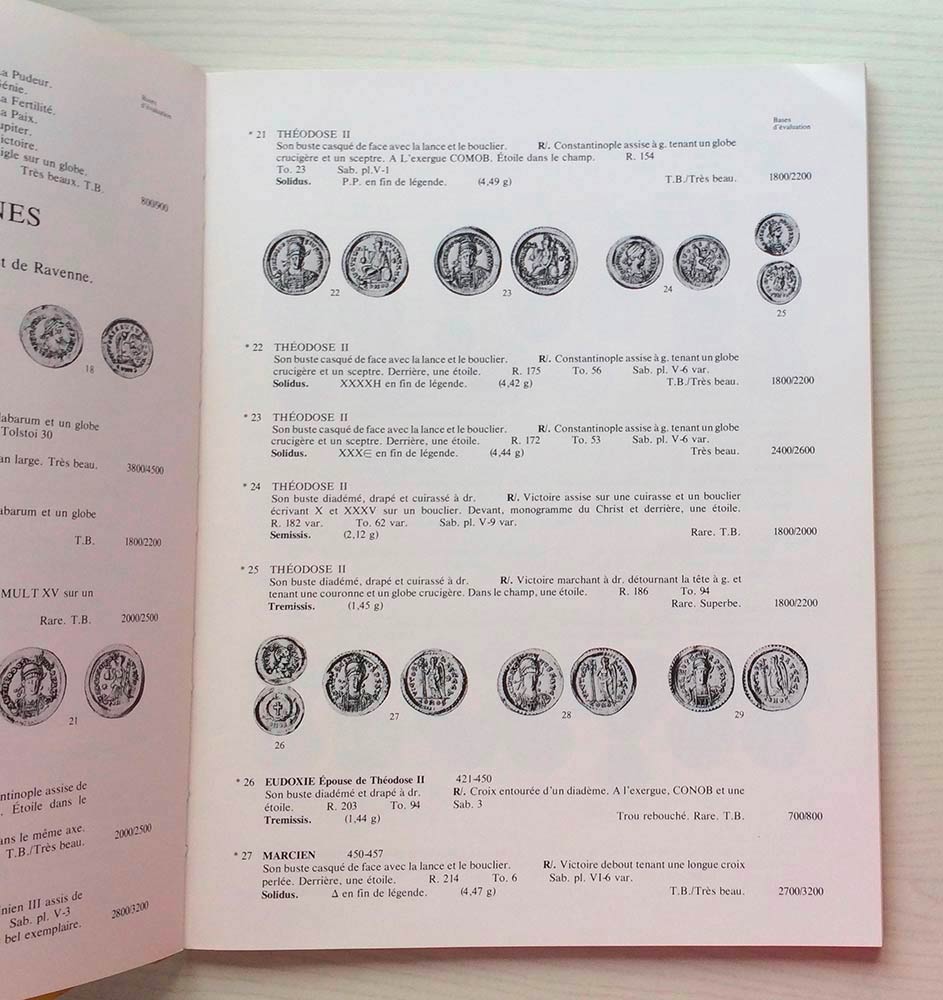 a Pudeur.
énie.
a Fertilité.
a Paix.
upiter.
ictoire.
igle sur un globe.
Très beaux. T.B.
Bases
d'évaluation
800/900
NES
t de Ravenne.
18
labarum et un globe
Tolstoi 30
an large. Très beau. 3800/4500
labarum et un globe
T.B. 1800/2200
MULT XV sur un
Rare. T.B. 2000/2500
21
antinople assise de
. Étoile dans le
ans le même axe.
T.B./Très beau. 2000/2500
inien III assis de
Sab. pl. V-3
bel exemplaire. 2800/3200
Bases
d'évaluation
* 21 THÉODOSE II
Son buste casqué de face avec la lance et le bouclier. R/. Constantinople assise à g. tenant un globe
crucigère et un sceptre. A L'exergue COMOB. Étoile dans le champ. R. 154
To. 23 Sab. pl.V-1
Solidus. P.P. en fin de légende. (4,49 g) T.B./Très beau. 1800/2200
22 23 24 25
* 22 THÉODOSE II
Son buste casqué de face avec la lance et le bouclier. R/. Constantinople assise à g. tenant un globe
crucigère et un sceptre. Derrière, une étoile. R. 175 To. 56 Sab. pl. V-6 var.
Solidus. XXXXH en fin de légende. (4,42 g) T.B./Très beau. 1800/2200
* 23 THÉODOSE II
Son buste casqué de face avec la lance et le bouclier. R/. Constantinople assise à g. tenant un globe
crucigère et un sceptre. Derrière, une étoile. R. 172 To. 53 Sab. pl. V-6 var.
Solidus. XXX∈ en fin de légende. (4,44 g) Très beau. 2400/2600
* 24 THÉODOSE II
Son buste diadémé, drapé et cuirassé à dr. R/. Victoire assise sur une cuirasse et un bouclier
écrivant X et XXXV sur un bouclier. Devant, monogramme du Christ et derrière, une étoile.
R. 182 var. To. 62 var. Sab. pl. V-9 var.
Semissis. (2,12 g) Rare. T.B. 1800/2000
* 25 THÉODOSE II
Son buste diadémé, drapé et cuirassé à dr. R/. Victoire marchant à dr. détournant la tête à g. et
tenant une couronne et un globe crucigère. Dans le champ, une étoile. R. 186 To. 94
Tremissis. (1,45 g) Rare. Superbe. 1800/2200
26 27 28 29
* 26 EUDOXIE Épouse de Théodose II 421-450
Son buste diadémé et drapé à dr. R/. Croix entourée d'un diadème. A l'exergue, CONOB et une
étoile. R. 203 To. 94 Sab. 3
Tremissis. (1,44 g) Trou rebouché. Rare. T.B. 700/800
* 27 MARCIEN 450-457
Son buste casqué de face avec la lance et le bouclier. R/. Victoire debout tenant une longue croix
perlée. Derrière, une étoile. R. 214 To. 6 Sab. pl. VI-6 var.
Solidus. Δ en fin de légende. (4,47 g) T.B./Très beau. 2700/3200